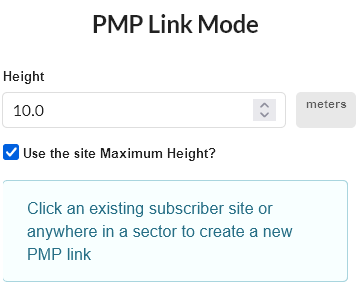 PMP Link Mode
Height
10.0
meters
Use the site Maximum Height?
Click an existing subscriber site or
anywhere in a sector to create a new
PMP link